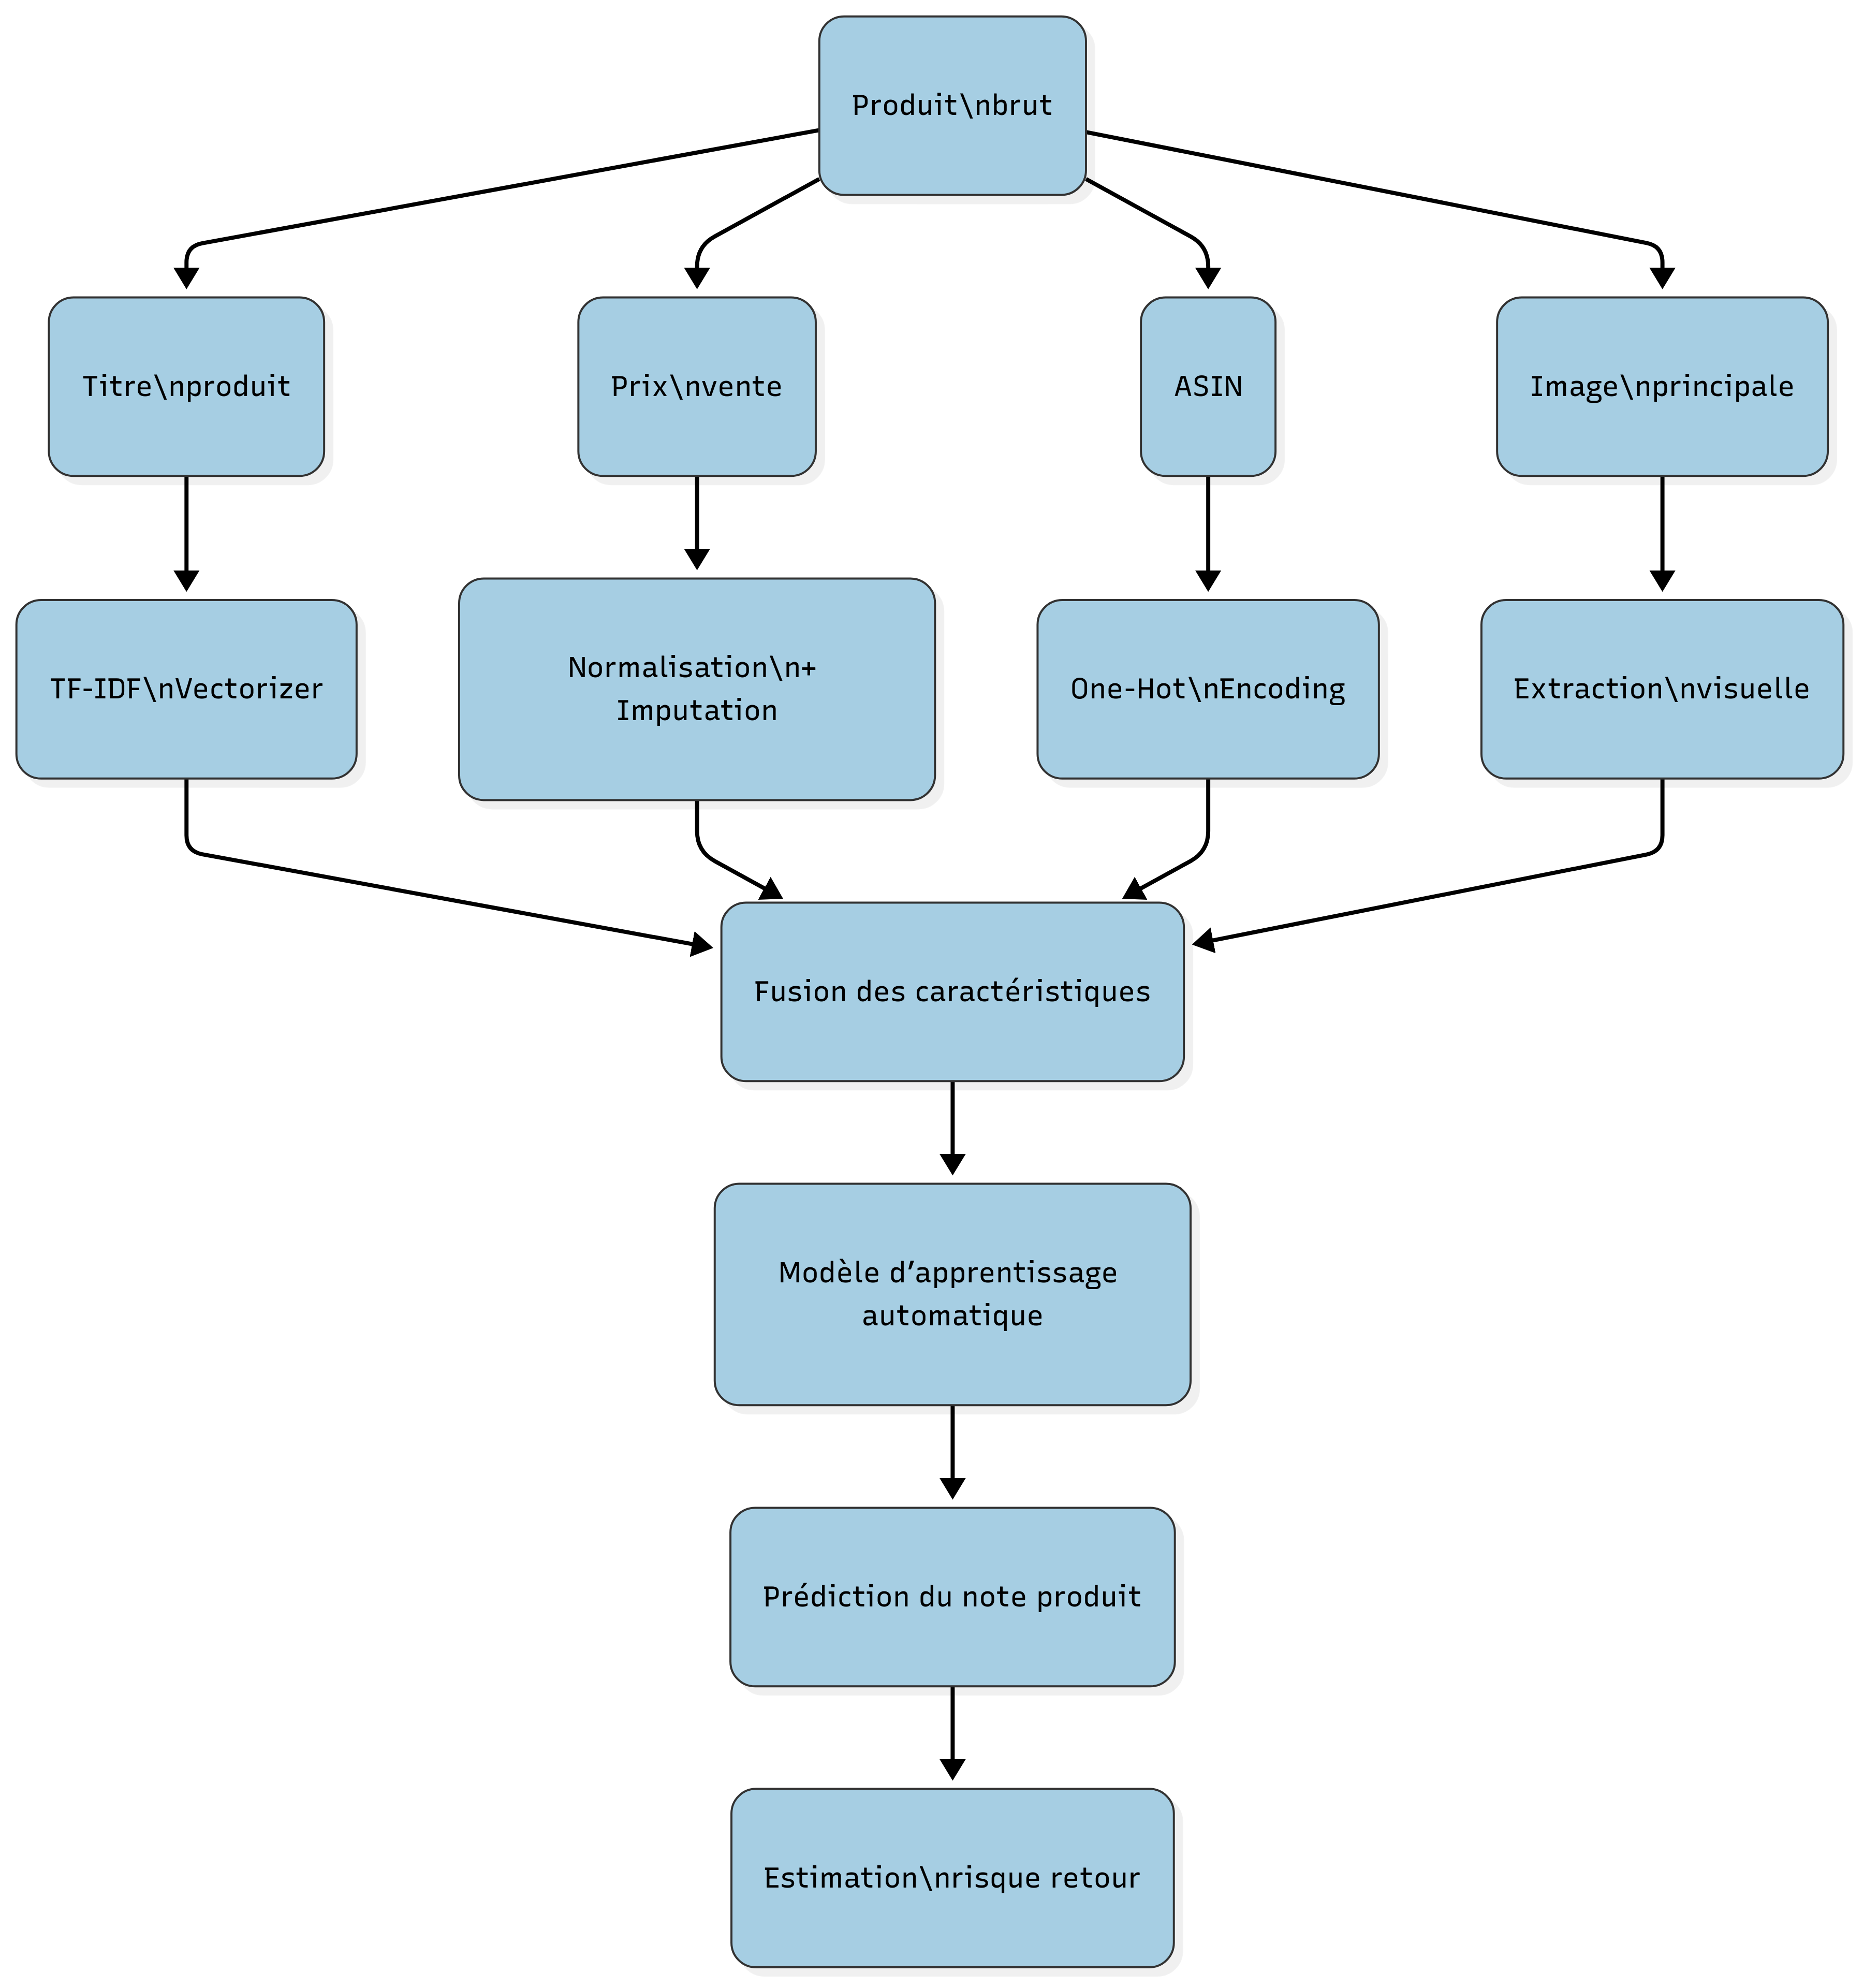 Produit\nbrut
Titre\nproduit
Prix\nvente
ASIN
Image\nprincipale
TF-IDF\nVectorizer
Normalisation\n+
Imputation
One-Hot\nEncoding
Extraction\nvisuelle
Fusion des caractéristiques
Modèle d’apprentissage
automatique
Prédiction du note produit
Estimation\nrisque retour